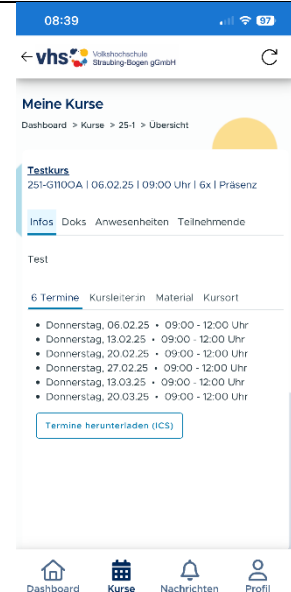 08:39
97
vhs
Volkshochschule
Straubing-Bogen gGmbH
Meine Kurse
Dashboard > Kurse > 25-1 > Übersicht
Testkurs
251-G1100A | 06.02.25 | 09:00 Uhr | 6x | Präsenz
Infos Doks Anwesenheiten Teilnehmende
Test
6 Termine Kursleiter:in Material Kursort
• Donnerstag, 06.02.25 • 09:00 - 12:00 Uhr
• Donnerstag, 13.02.25 • 09:00 - 12:00 Uhr
• Donnerstag, 20.02.25 • 09:00 - 12:00 Uhr
• Donnerstag, 27.02.25 • 09:00 - 12:00 Uhr
• Donnerstag, 13.03.25 • 09:00 - 12:00 Uhr
• Donnerstag, 20.03.25 • 09:00 - 12:00 Uhr
Termine herunterladen (ICS)
Dashboard Kurse Nachrichten Profil